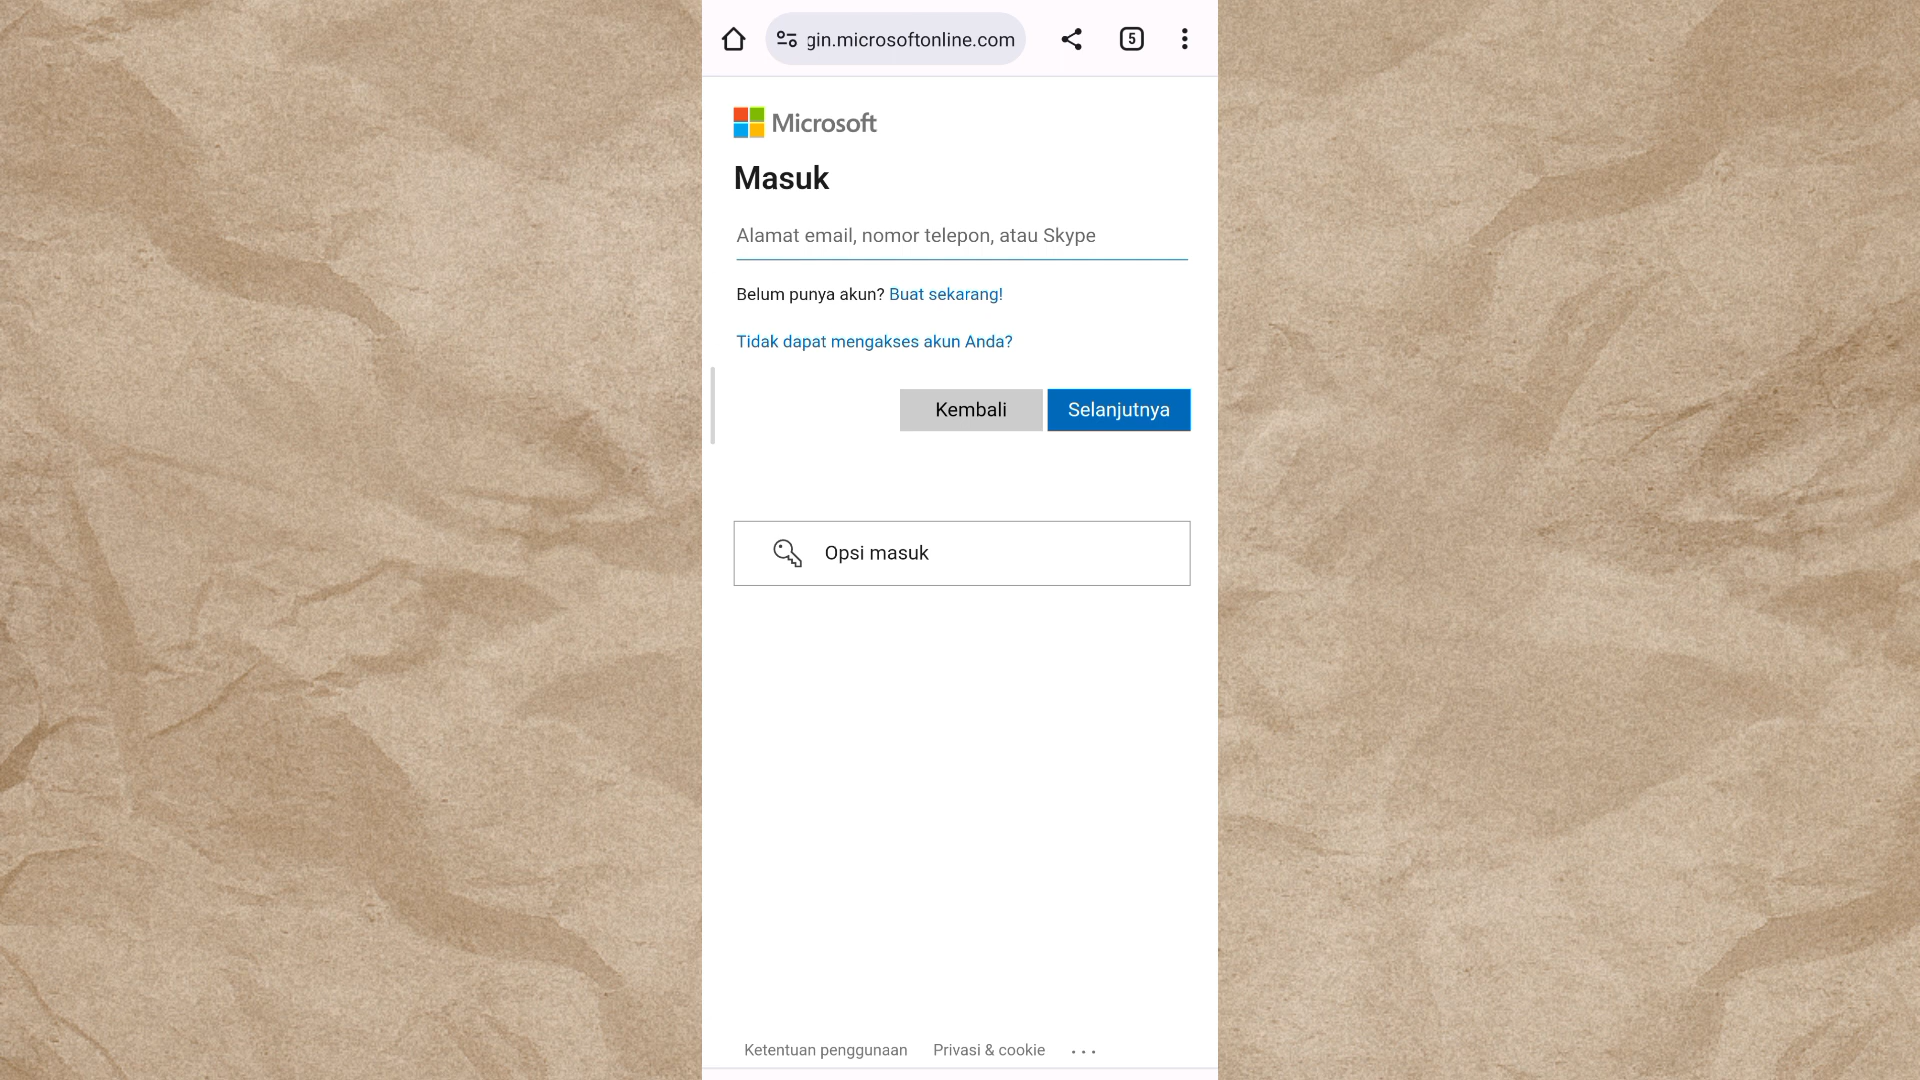 gin.microsoftonline.com
5
Microsoft
Masuk
Alamat email, nomor telepon, atau Skype
Belum punya akun? Buat sekarang!
Tidak dapat mengakses akun Anda?
Kembali Selanjutnya
Opsi masuk
Ketentuan penggunaan Privasi & cookie ...